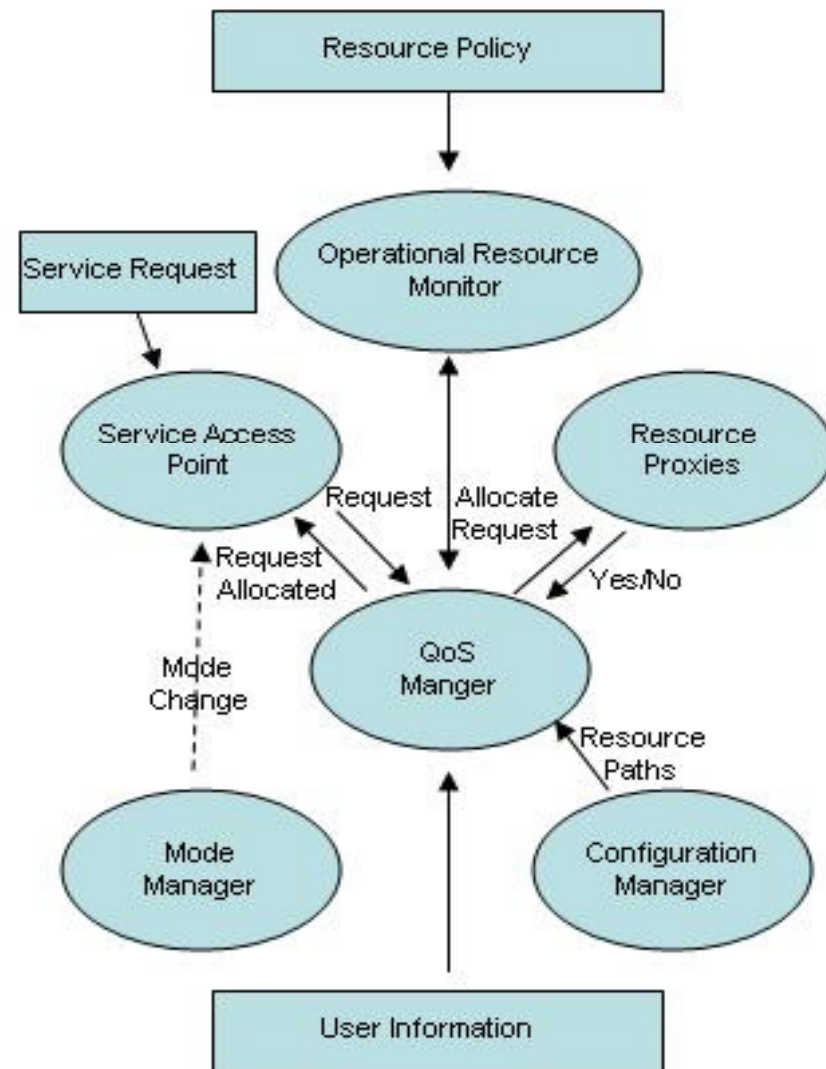 Resource Policy
Service Request
Operational Resource
Monitor
Service Access
Point
Resource
Proxies
Request
Allocate
Request
Request
Allocated
Yes/No
QoS
Manger
Mode
Change
Resource
Paths
Mode
Manager
Configuration
Manager
User Information